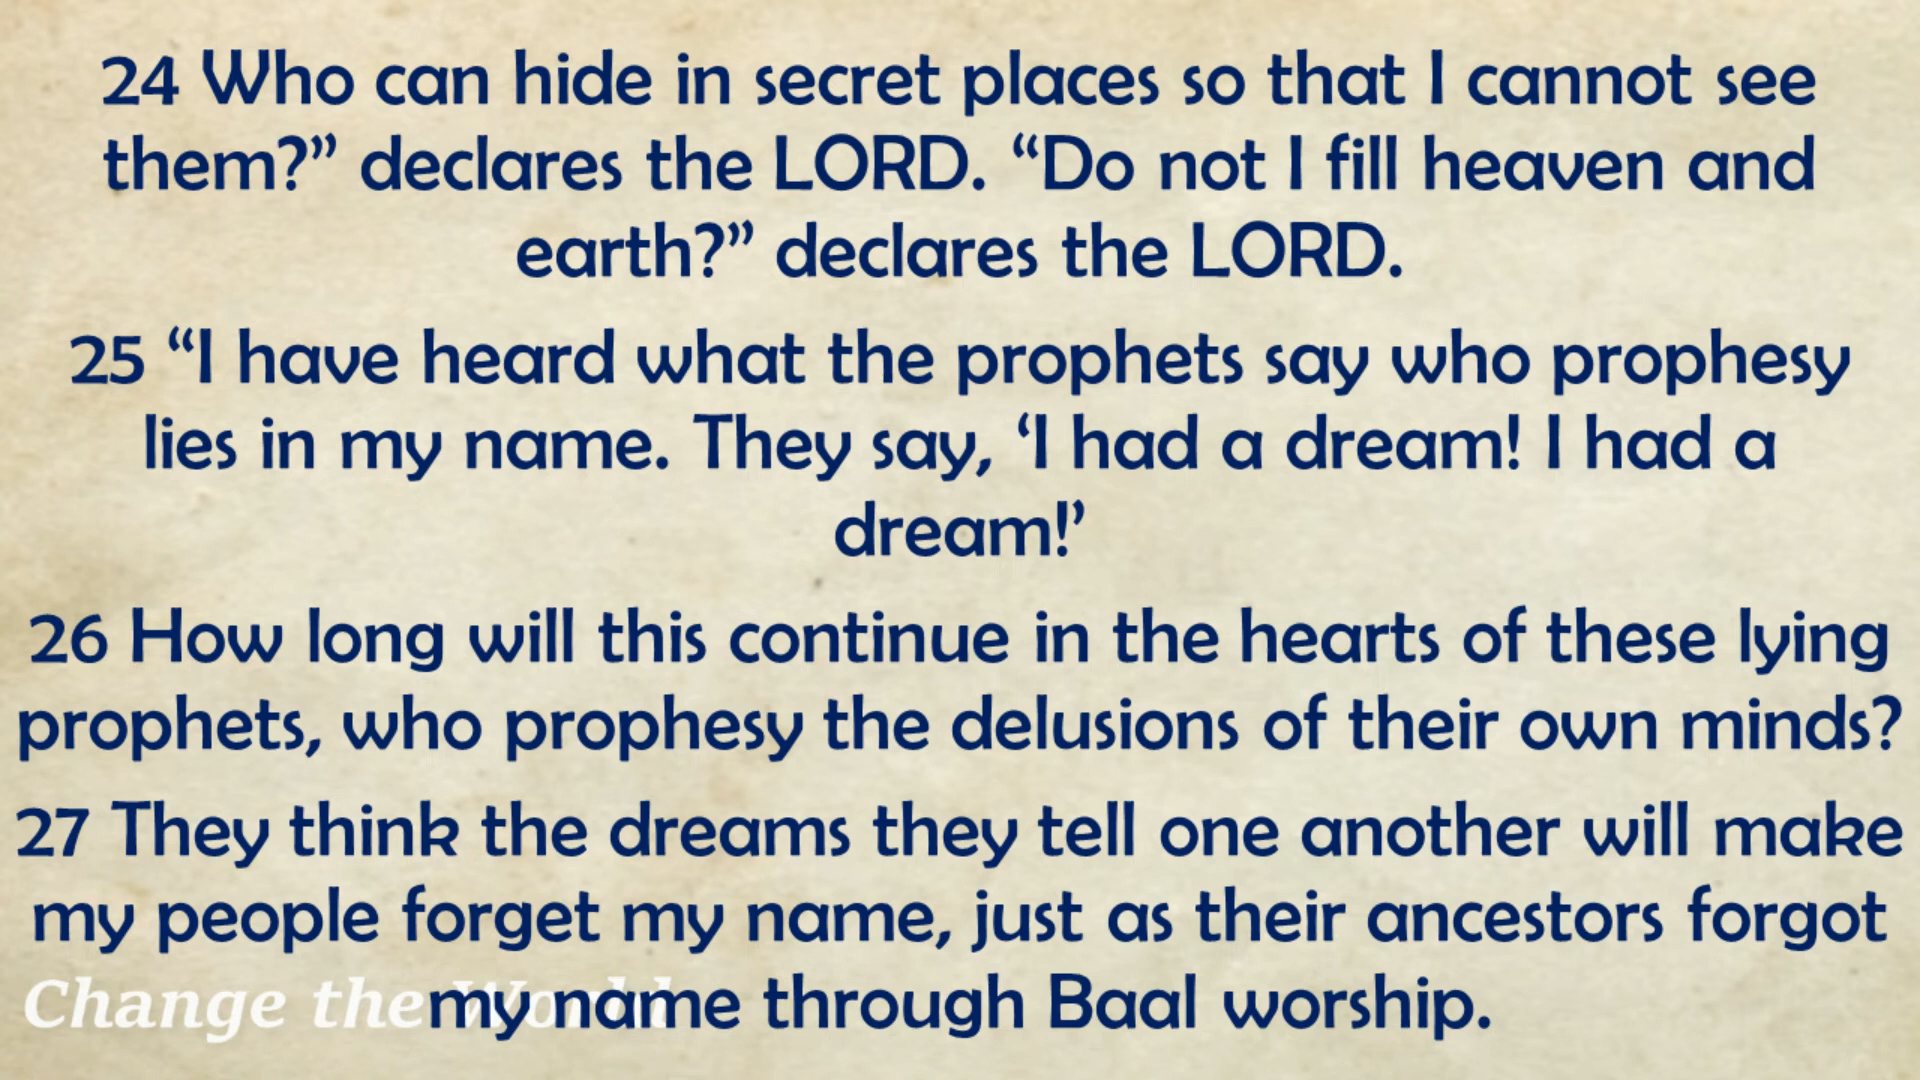 24 Who can hide in secret places so that I cannot see
them?” declares the LORD. “Do not I fill heaven and
earth?” declares the LORD.
25 “I have heard what the prophets say who prophesy
lies in my name. They say, ‘I had a dream! I had a
dream!’
26 How long will this continue in the hearts of these lying
prophets, who prophesy the delusions of their own minds?
27 They think the dreams they tell one another will make
my people forget my name, just as their ancestors forgot
my name through Baal worship.
Change the World